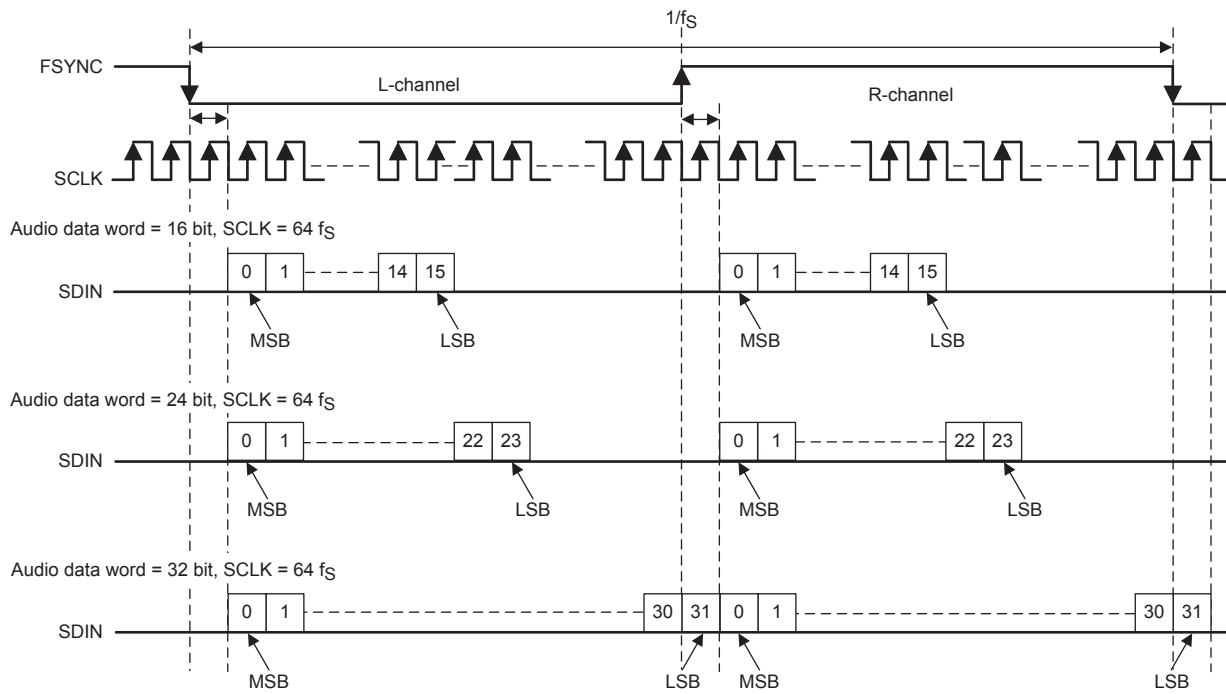 1/fS
FSYNC
L-channel
R-channel
SCLK
Audio data word = 16 bit, SCLK = 64 fS
SDIN
0 1 14 15 0 1 14 15
MSB LSB MSB LSB
Audio data word = 24 bit, SCLK = 64 fS
SDIN
0 1 22 23 0 1 22 23
MSB LSB MSB LSB
Audio data word = 32 bit, SCLK = 64 fS
SDIN
0 1 30 31 0 1 30 31
MSB LSB MSB LSB